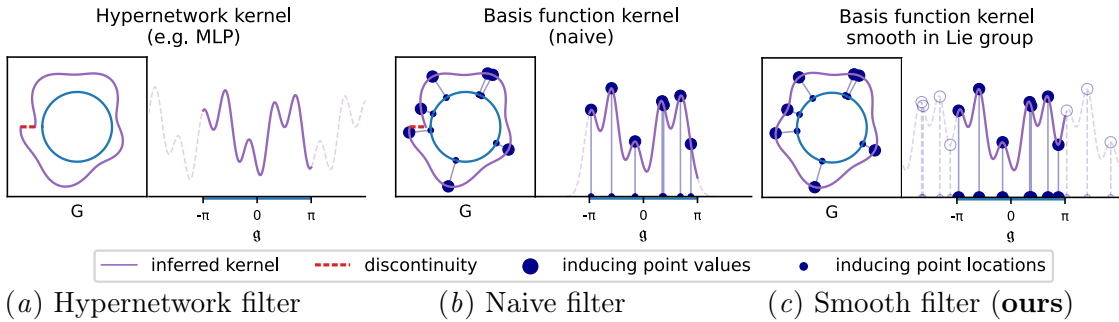 Hypernetwork kernel
(e.g. MLP)
Basis function kernel
(naive)
Basis function kernel
smooth in Lie group
G
-π 0 π
𝔤
G
-π 0 π
𝔤
G
-π 0 π
𝔤
inferred kernel
discontinuity
inducing point values
inducing point locations
(a) Hypernetwork filter
(b) Naive filter
(c) Smooth filter (ours)